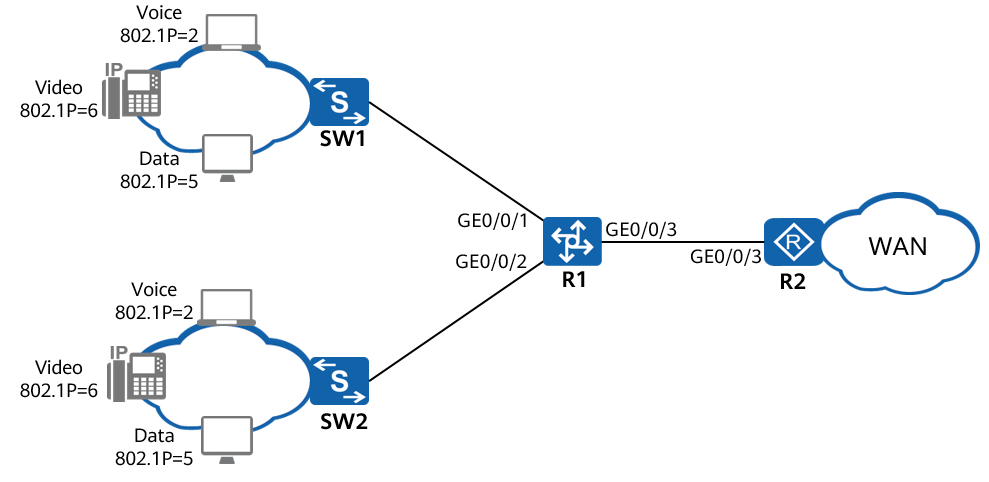 Voice
802.1P=2
IP
Video
802.1P=6
S
SW1
Data
802.1P=5
GE0/0/1
GE0/0/3
GE0/0/2
GE0/0/3
R1
R
R2
WAN
Voice
802.1P=2
IP
Video
802.1P=6
S
SW2
Data
802.1P=5